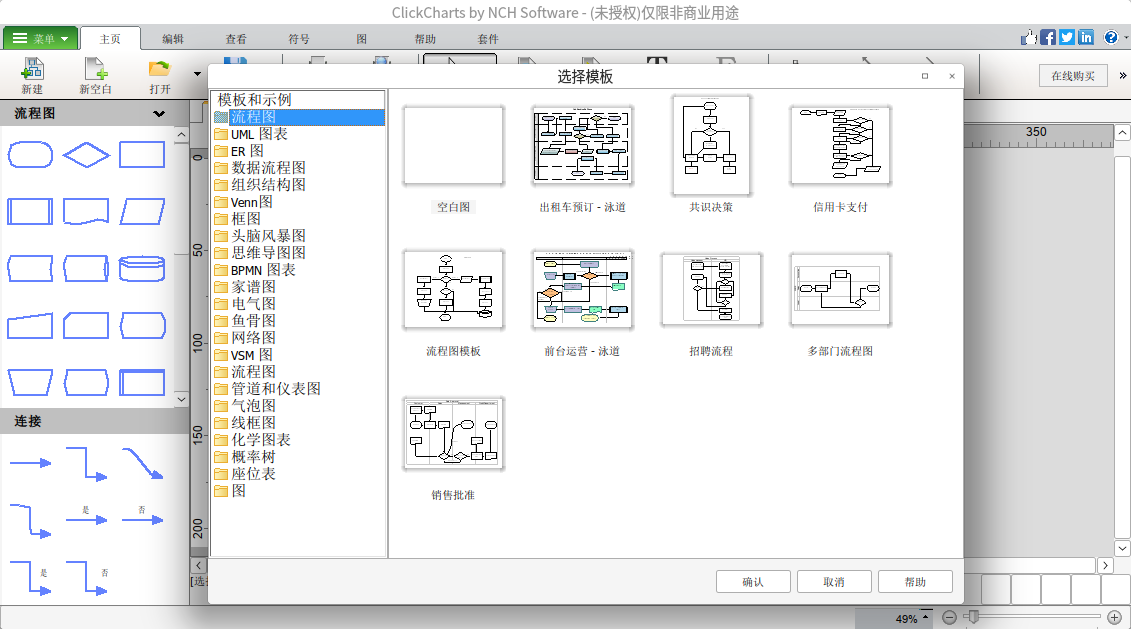 ClickCharts by NCH Software - (未授权)仅限非商业用途
菜单 主页 编辑 查看 符号 图 帮助 套件
新建 新空白 打开 在线购买
流程图
350
选择模板
模板和示例
流程图
UML 图表
ER 图
数据流程图
组织结构图
Venn图
框图
头脑风暴图
思维导图图
BPMN 图表
家谱图
电气图
鱼骨图
网络图
VSM 图
流程图
管道和仪表图
气泡图
线框图
化学图表
概率树
座位表
图
空白图 出租车预订 - 泳道 共识决策 信用卡支付
流程图模板 前台运营 - 泳道 招聘流程 多部门流程图
销售批准
确认 取消 帮助
连接
是 否
是 否
0
50
100
150
200
[选
49%